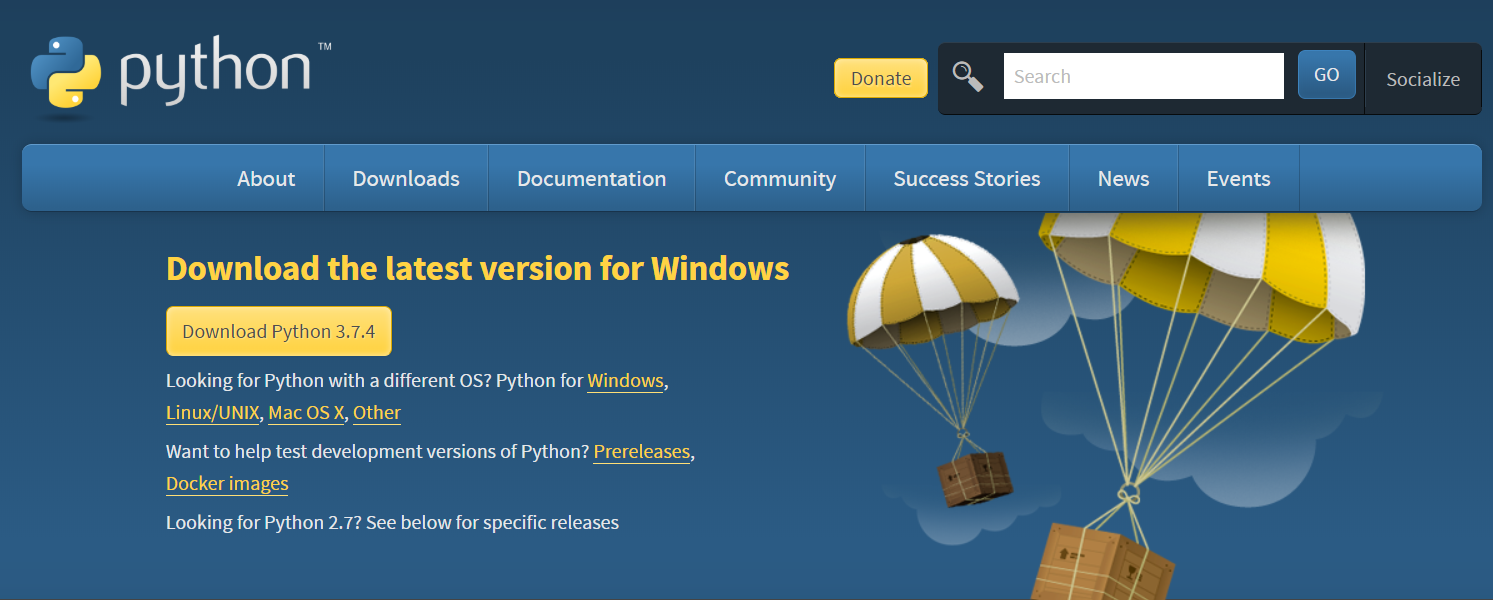 python™
Donate
Search
GO
Socialize
About
Downloads
Documentation
Community
Success Stories
News
Events
Download the latest version for Windows
Download Python 3.7.4
Looking for Python with a different OS? Python for Windows,
Linux/UNIX, Mac OS X, Other
Want to help test development versions of Python? Prereleases,
Docker images
Looking for Python 2.7? See below for specific releases